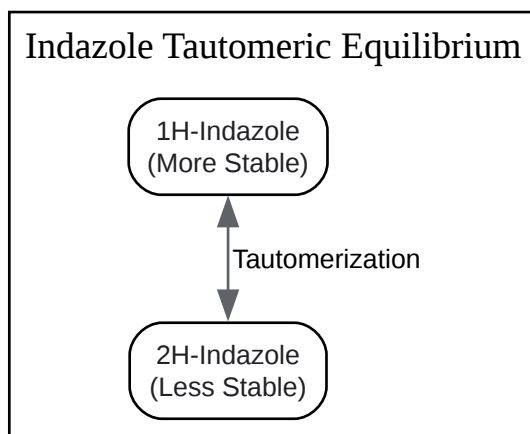 Indazole Tautomeric Equilibrium
1H-Indazole
(More Stable)
Tautomerization
2H-Indazole
(Less Stable)